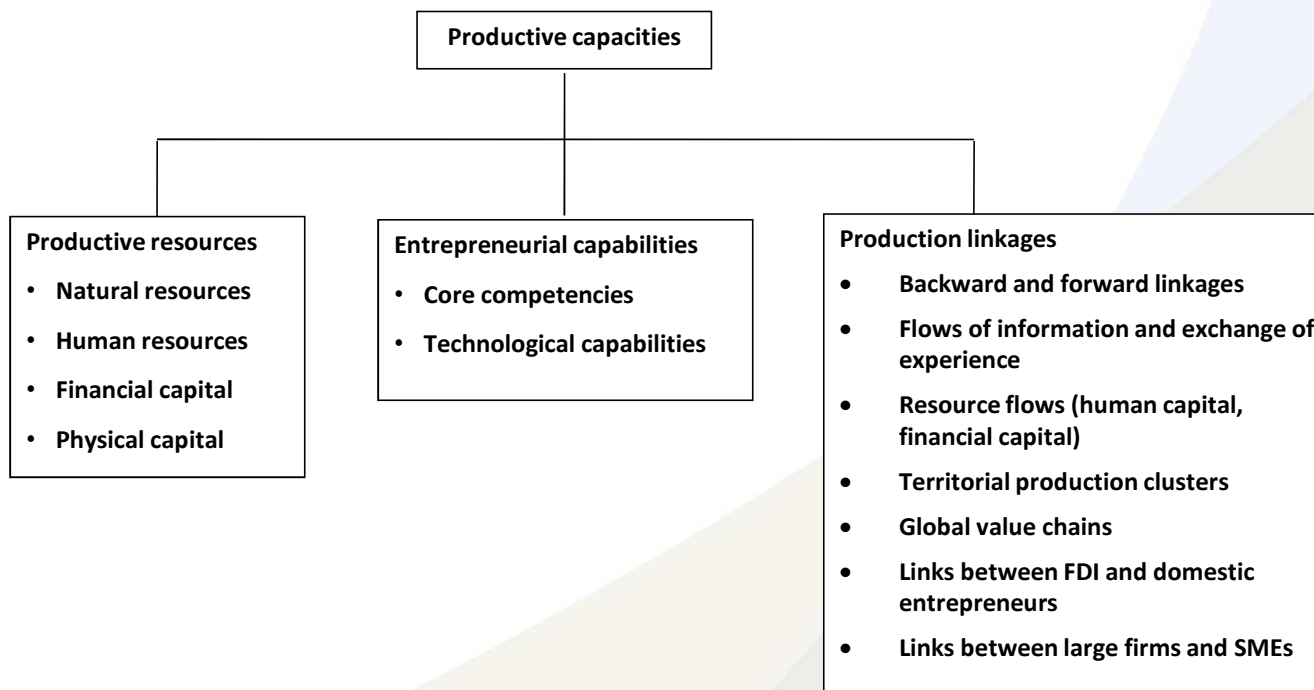 Productive capacities
Productive resources
• Natural resources
• Human resources
• Financial capital
• Physical capital
Entrepreneurial capabilities
• Core competencies
• Technological capabilities
Production linkages
• Backward and forward linkages
• Flows of information and exchange of
experience
• Resource flows (human capital,
financial capital)
• Territorial production clusters
• Global value chains
• Links between FDI and domestic
entrepreneurs
• Links between large firms and SMEs